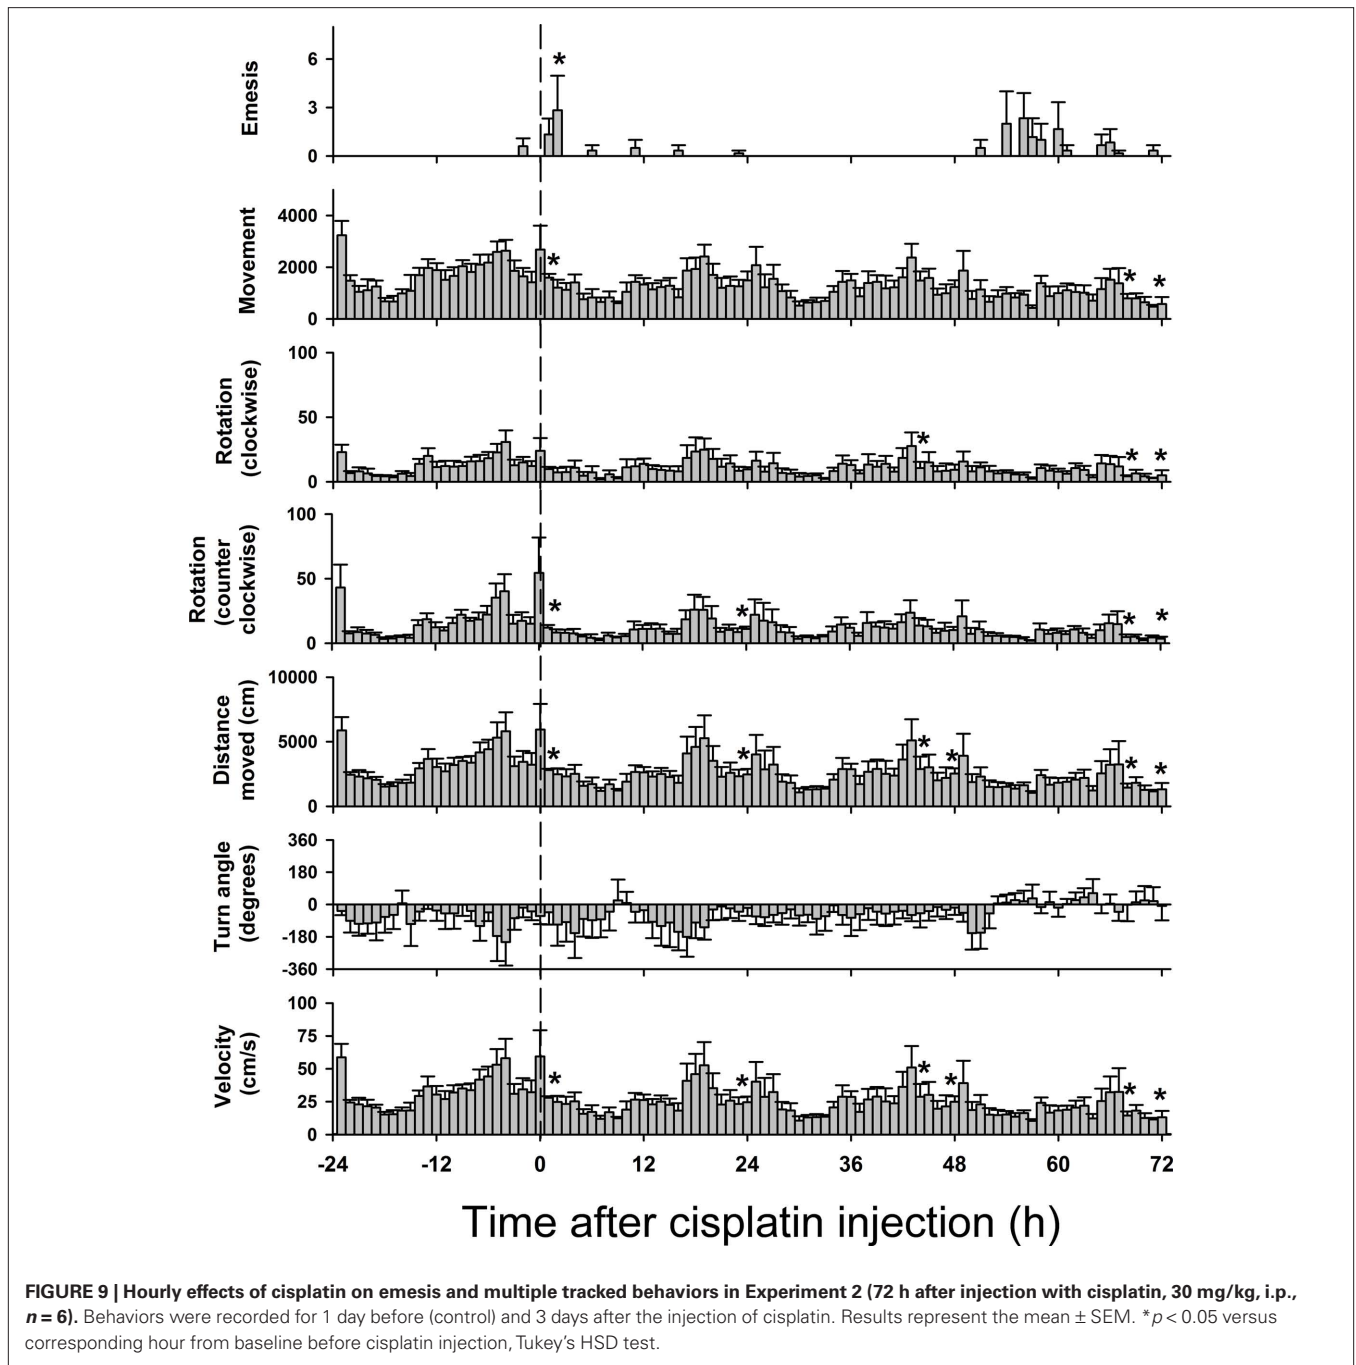 6
3
0
Emesis
*
4000
2000
0
Movement
* * *
100
50
0
Rotation
(clockwise)
* * *
100
50
0
Rotation
(counter
clockwise)
* * * *
10000
5000
0
Distance
moved (cm)
* * * * * *
360
180
0
-180
-360
Turn angle
(degrees)
100
75
50
25
0
Velocity
(cm/s)
* * * * * *
-24 -12 0 12 24 36 48 60 72
Time after cisplatin injection (h)
FIGURE 9 | Hourly effects of cisplatin on emesis and multiple tracked behaviors in Experiment 2 (72 h after injection with cisplatin, 30 mg/kg, i.p.,
n = 6). Behaviors were recorded for 1 day before (control) and 3 days after the injection of cisplatin. Results represent the mean ± SEM. *p < 0.05 versus
corresponding hour from baseline before cisplatin injection, Tukey's HSD test.